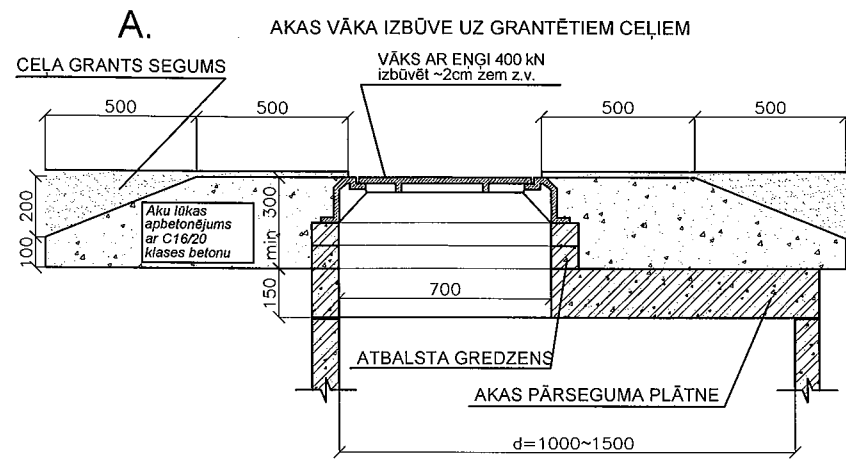 A.
AKAS VĀKA IZBŪVE UZ GRANTĒTIEM CEĻIEM
CEĻA GRANTS SEGUMS
VĀKS AR EŅĢI 400 kN
izbūvēt ~2cm zem z.v.
500
500
500
500
200
100
min 300
150
Aku lūkas
apbetonējums
ar C16/20
klases betonu
700
ATBALSTA GREDZENS
AKAS PĀRSEGUMA PLĀTNE
d=1000~1500